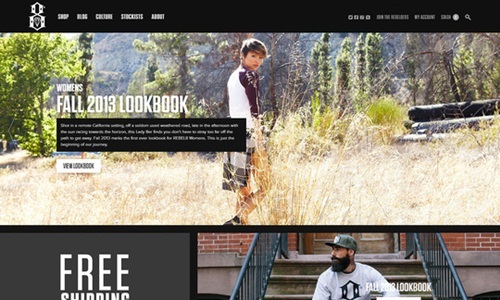 SHOP BLOG CULTURE STOCKISTS ABOUT
JOIN THE REBEL8ERS MY ACCOUNT STASH
WOMENS
FALL 2013 LOOKBOOK
Shot in a remote California setting, off a seldom used weathered road, late in the afternoon with
the sun racing towards the horizon, this Lady 8er finds you don't have to stray too far off the
path to get away. Fall 2013 marks the first ever lookbook for REBEL8 Womens. This is just the
beginning of our journey.
VIEW LOOKBOOK
FREE
SHIPPING
FALL 2013 LOOKBOOK